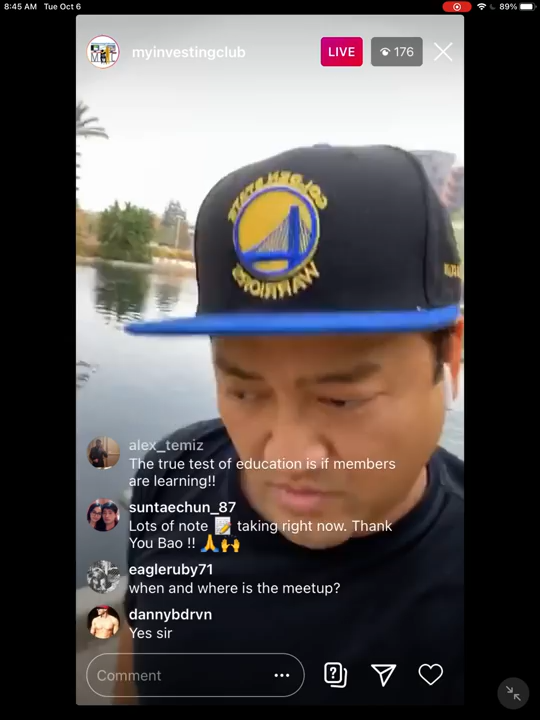 8:45 AM Tue Oct 6
89%
myinvestingclub
LIVE
176
GOLDEN STATE
WARRIORS
alex_temiz
The true test of education is if members
are learning!!
suntaechun_87
Lots of note 📝 taking right now. Thank
You Bao !! 🙏🙌
eagleruby71
when and where is the meetup?
dannybdrvn
Yes sir
Comment